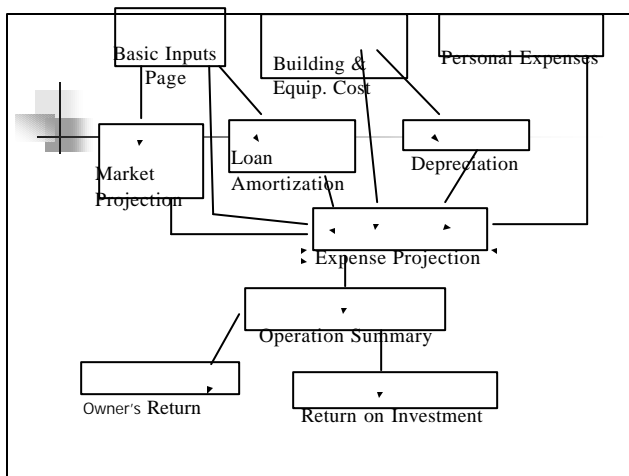 Basic Inputs
Page
Building &
Equip. Cost
Personal Expenses
Market
Projection
Loan
Amortization
Depreciation
Expense Projection
Operation Summary
Owner's Return
Return on Investment